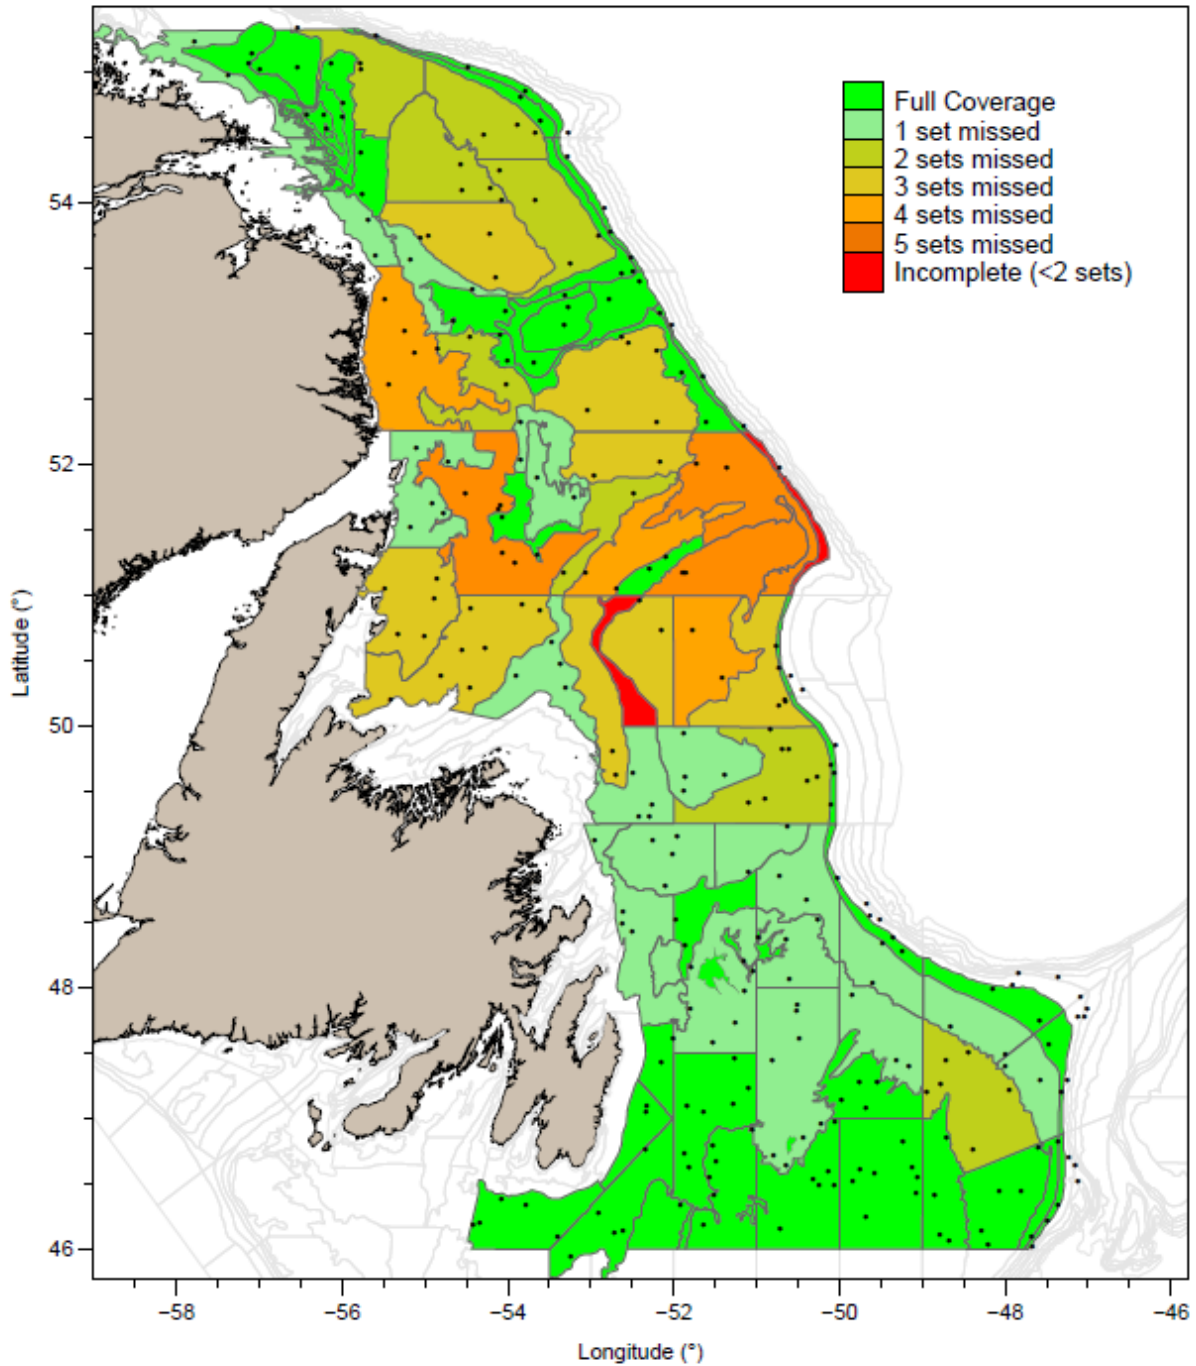 Full Coverage
1 set missed
2 sets missed
3 sets missed
4 sets missed
5 sets missed
Incomplete (<2 sets)
54
52
50
48
46
Latitude (°)
−58 −56 −54 −52 −50 −48 −46
Longitude (°)